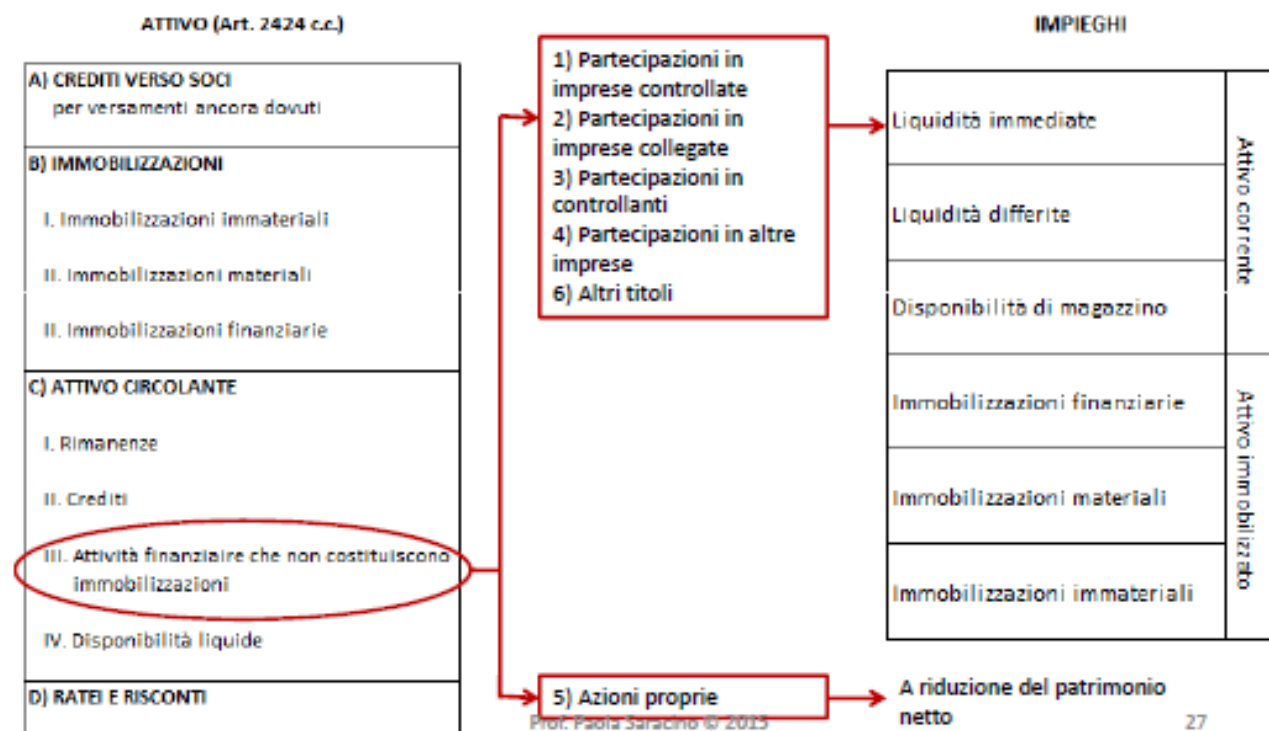 ATTIVO (Art. 2424 c.c.)
A) CREDITI VERSO SOCI
per versamenti ancora dovuti
B) IMMOBILIZZAZIONI
I. Immobilizzazioni immateriali
II. Immobilizzazioni materiali
II. Immobilizzazioni finanziarie
C) ATTIVO CIRCOLANTE
I. Rimanenze
II. Crediti
III. Attività finanziaire che non costituiscono
immobilizzazioni
IV. Disponibilità liquide
D) RATEI E RISCONTI
1) Partecipazioni in
imprese controllate
2) Partecipazioni in
imprese collegate
3) Partecipazioni in
controllanti
4) Partecipazioni in altre
imprese
6) Altri titoli
5) Azioni proprie
IMPIEGHI
Liquidità immediate
Liquidità differite
Disponibilità di magazzino
Immobilizzazioni finanziarie
Immobilizzazioni materiali
Immobilizzazioni immateriali
Attivo corrente
Attivo immobilizzato
A riduzione del patrimonio
netto
Prof. Paola Saracino © 2015
27